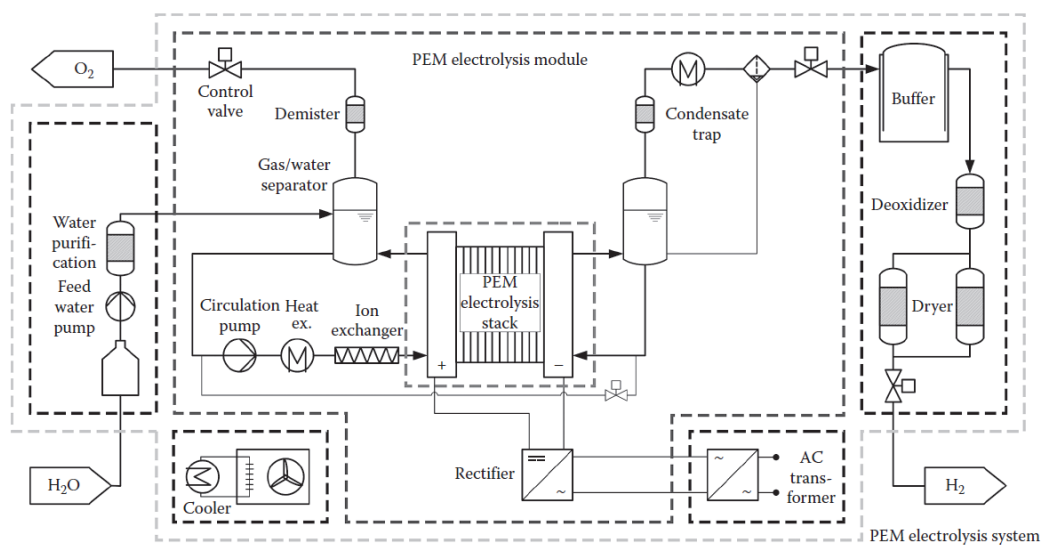 O2
Control
valve
PEM electrolysis module
Demister
Condensate
trap
Buffer
Gas/water
separator
Water
purifi-
cation
Feed
water
pump
Deoxidizer
PEM
electrolysis
stack
Circulation
pump
Heat
ex.
Ion
exchanger
Dryer
+
−
H2O
Cooler
Rectifier
=
~
~
~
AC
trans-
former
H2
PEM electrolysis system